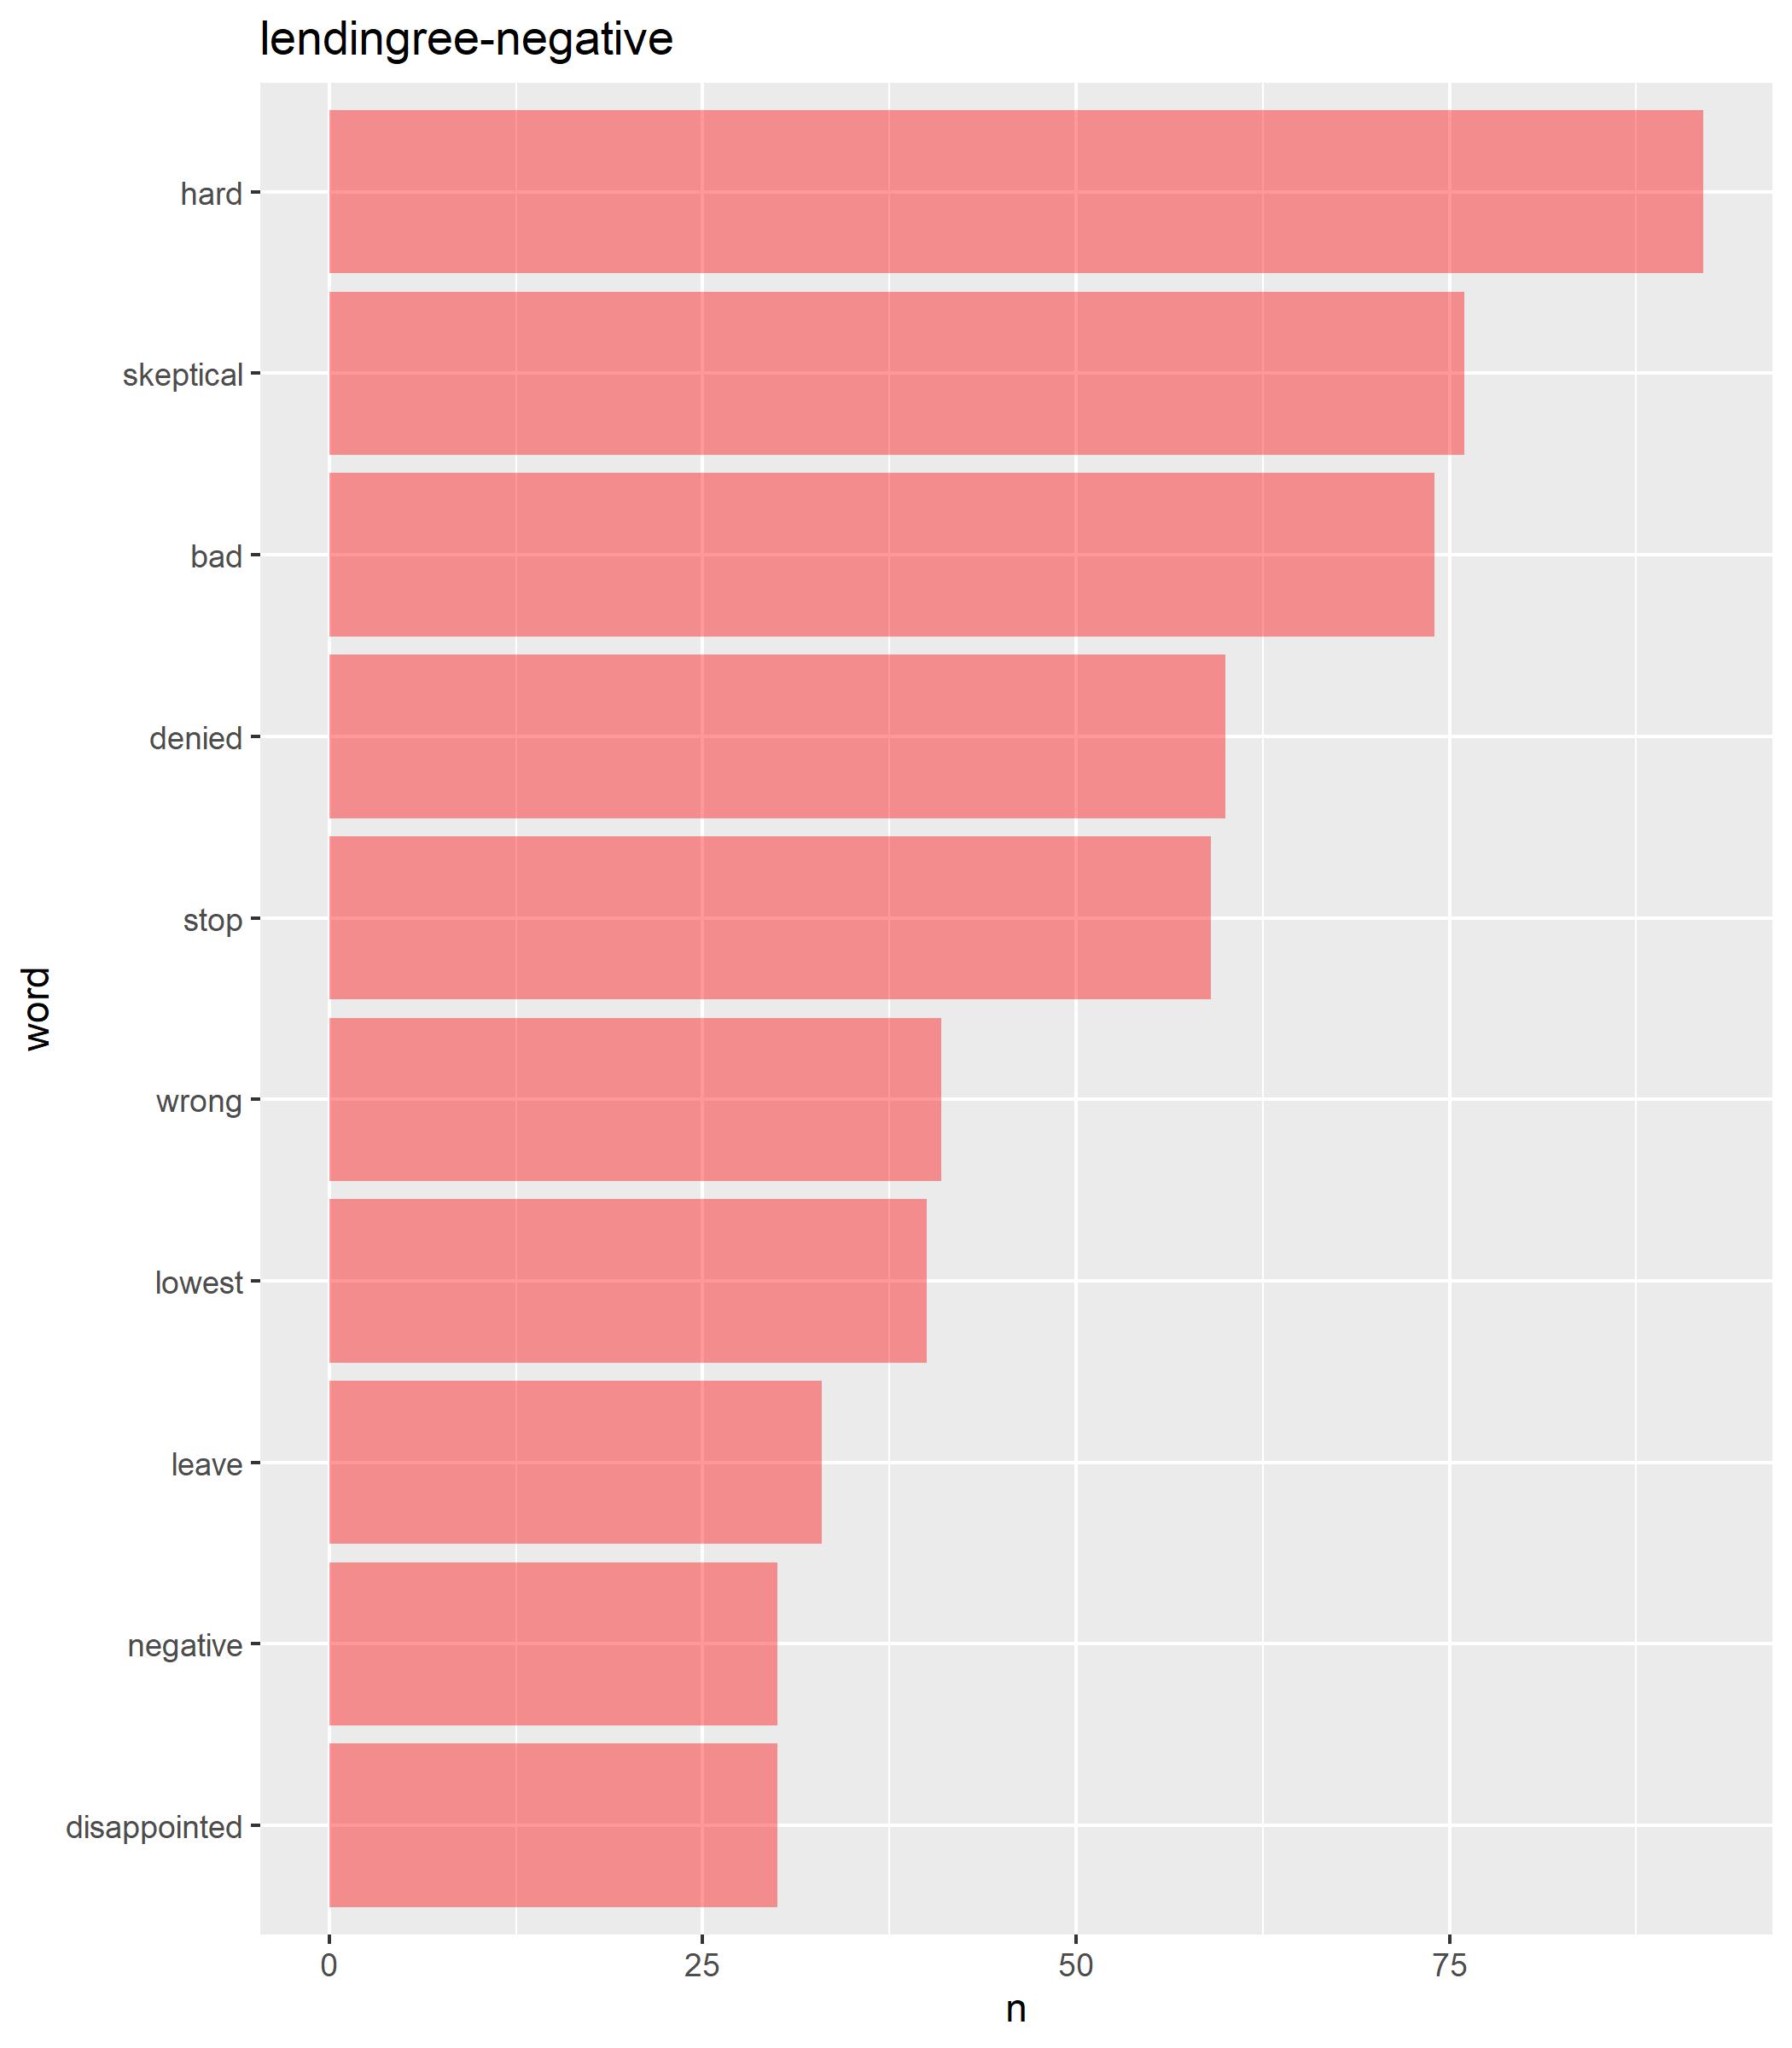 lendingree-negative
hard
skeptical
bad
denied
stop
word
wrong
lowest
leave
negative
disappointed
0 25 50 75
n